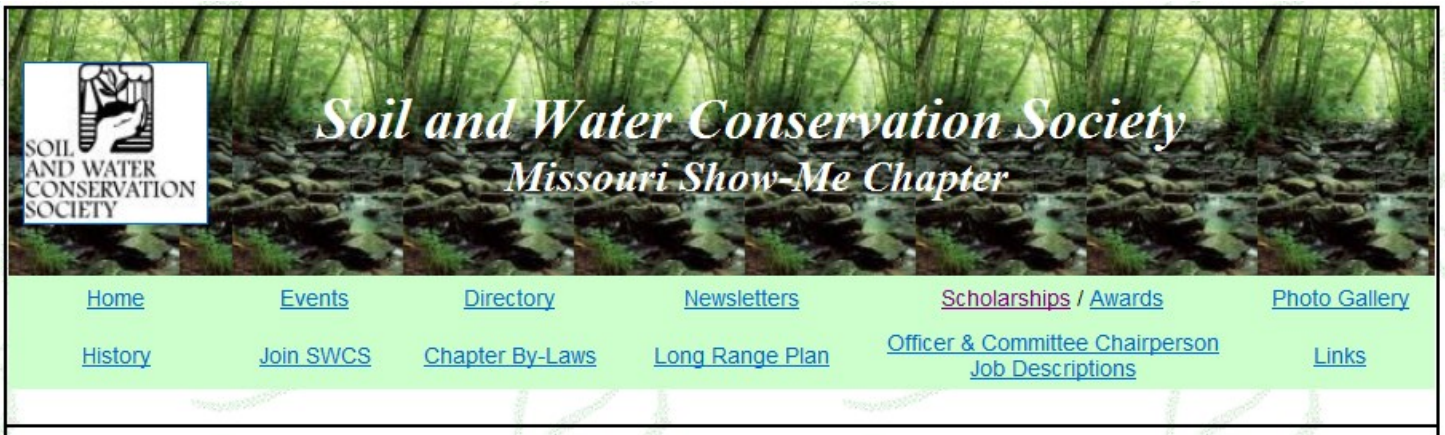 SOIL
AND WATER
CONSERVATION
SOCIETY
Soil and Water Conservation Society
Missouri Show-Me Chapter
Home Events Directory Newsletters Scholarships / Awards Photo Gallery
History Join SWCS Chapter By-Laws Long Range Plan Officer & Committee Chairperson
Job Descriptions Links